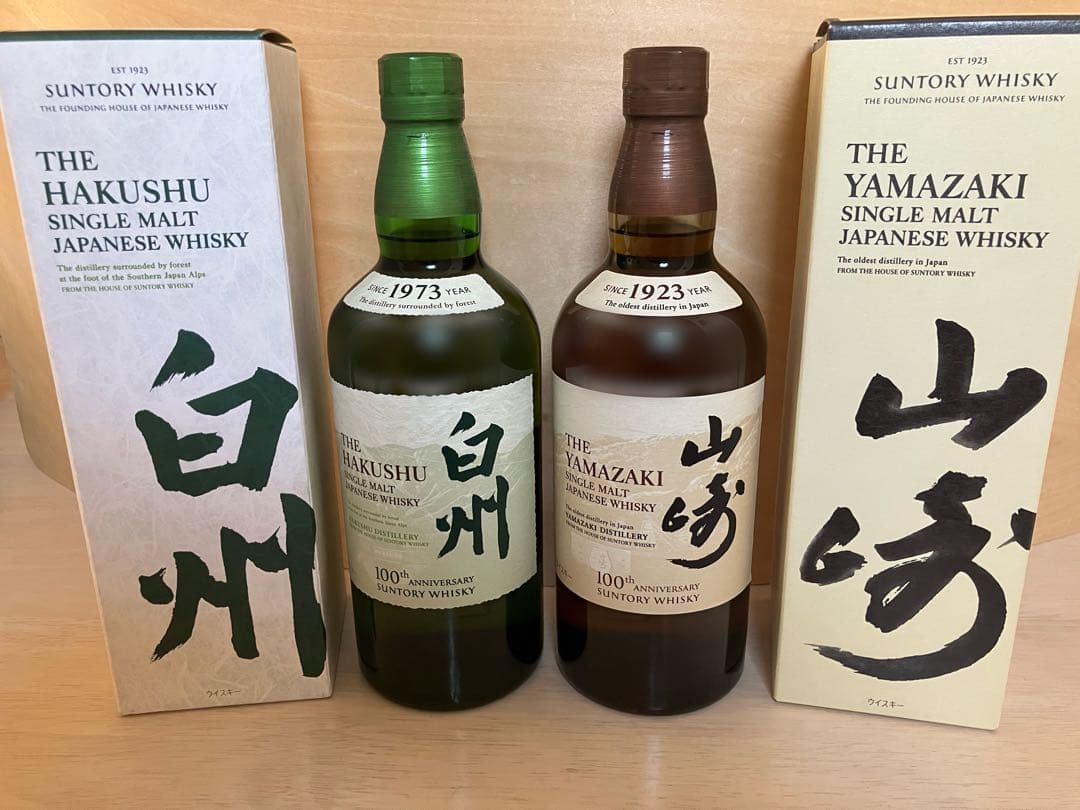 EST 1923
SUNTORY WHISKY
THE FOUNDING HOUSE OF JAPANESE WHISKY
THE
HAKUSHU
SINGLE MALT
JAPANESE WHISKY
The distillery surrounded by forest
at the foot of the Southern Japan Alps
FROM THE HOUSE OF SUNTORY WHISKY
白州
ウイスキー
SINCE 1973 YEAR
The distillery surrounded by forest
THE
HAKUSHU
SINGLE MALT
JAPANESE WHISKY
HAKUSHU DISTILLERY
FROM THE HOUSE OF SUNTORY WHISKY
白州
100th ANNIVERSARY
SUNTORY WHISKY
SINCE 1923 YEAR
The oldest distillery in Japan
THE
YAMAZAKI
SINGLE MALT
JAPANESE WHISKY
The oldest distillery in Japan
YAMAZAKI DISTILLERY
FROM THE HOUSE OF SUNTORY WHISKY
山崎
100th ANNIVERSARY
SUNTORY WHISKY
EST 1923
SUNTORY WHISKY
THE FOUNDING HOUSE OF JAPANESE WHISKY
THE
YAMAZAKI
SINGLE MALT
JAPANESE WHISKY
The oldest distillery in Japan
FROM THE HOUSE OF SUNTORY WHISKY
山崎
ウイスキー